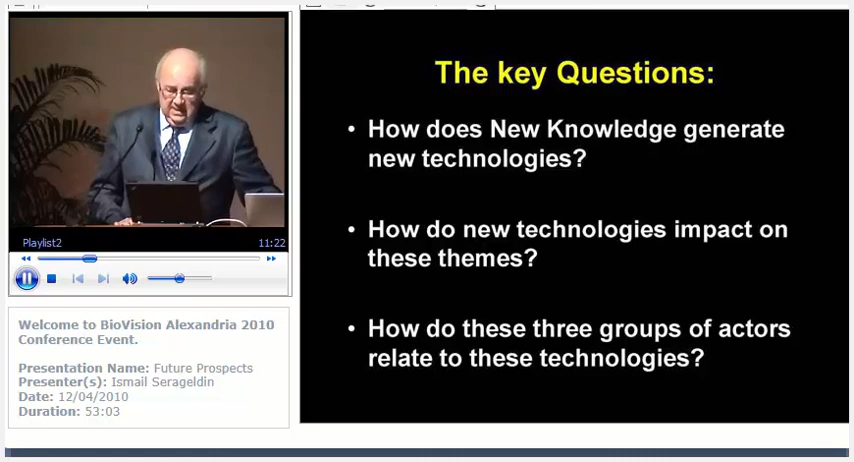 Playlist2
11:22
Welcome to BioVision Alexandria 2010
Conference Event.
Presentation Name: Future Prospects
Presenter(s): Ismail Serageldin
Date: 12/04/2010
Duration: 53:03
The key Questions:
• How does New Knowledge generate
new technologies?
• How do new technologies impact on
these themes?
• How do these three groups of actors
relate to these technologies?